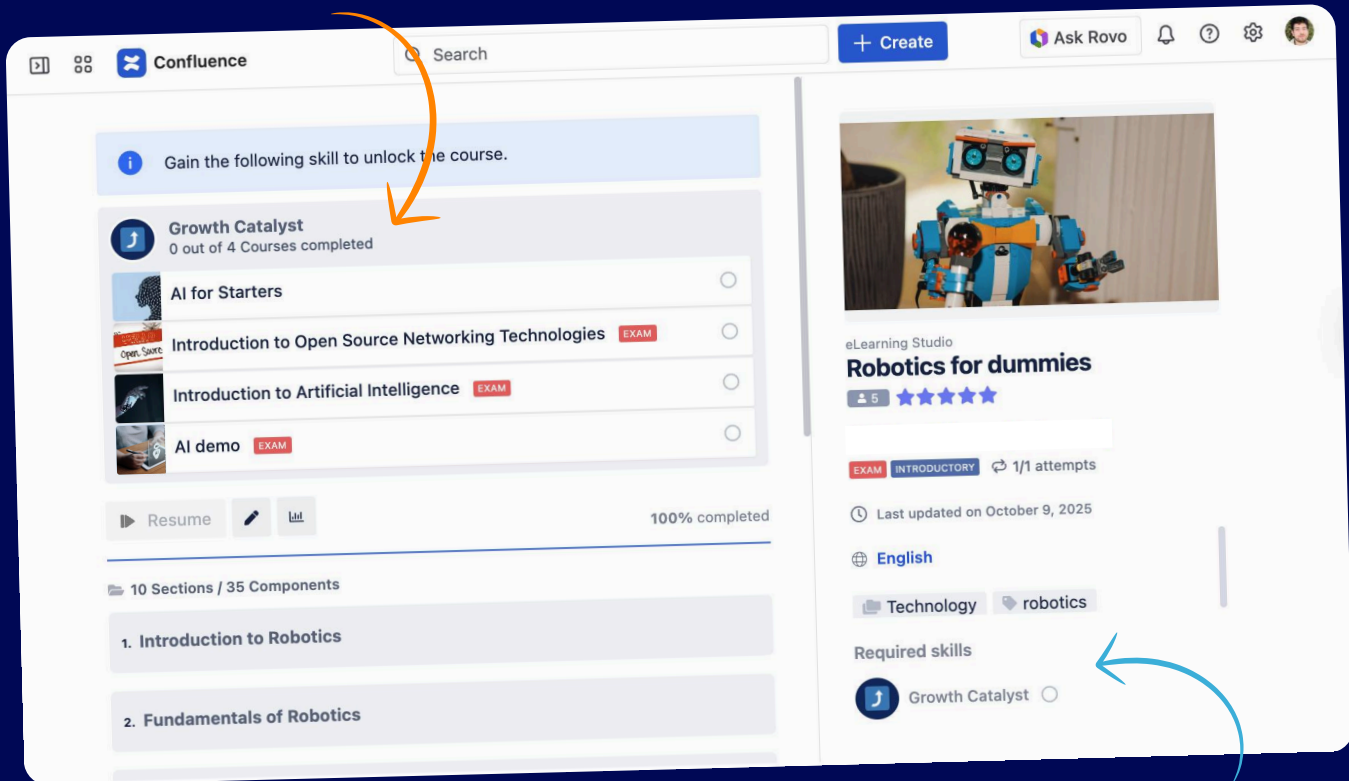 Confluence
Search
+ Create
Ask Rovo
Gain the following skill to unlock the course.
Growth Catalyst
0 out of 4 Courses completed
AI for Starters
Open Source
Introduction to Open Source Networking Technologies EXAM
Introduction to Artificial Intelligence EXAM
AI demo EXAM
Resume
100% completed
10 Sections / 35 Components
1. Introduction to Robotics
2. Fundamentals of Robotics
eLearning Studio
Robotics for dummies
5
EXAM INTRODUCTORY 1/1 attempts
Last updated on October 9, 2025
English
Technology robotics
Required skills
Growth Catalyst